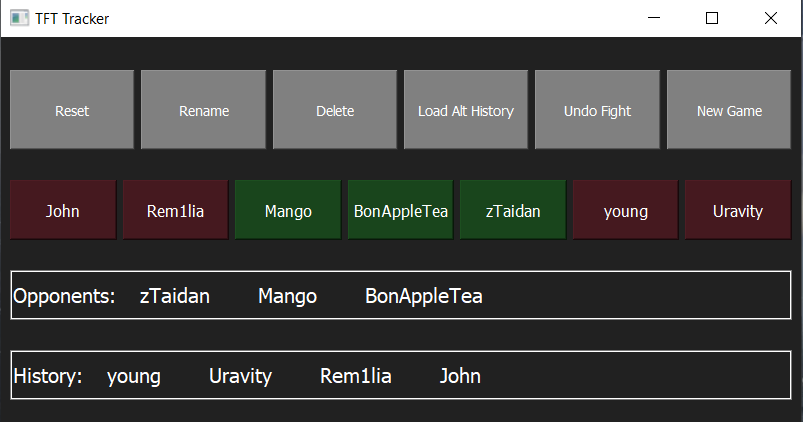 TFT Tracker
Reset Rename Delete Load Alt History Undo Fight New Game
John Rem1lia Mango BonAppleTea zTaidan young Uravity
Opponents: zTaidan Mango BonAppleTea
History: young Uravity Rem1lia John